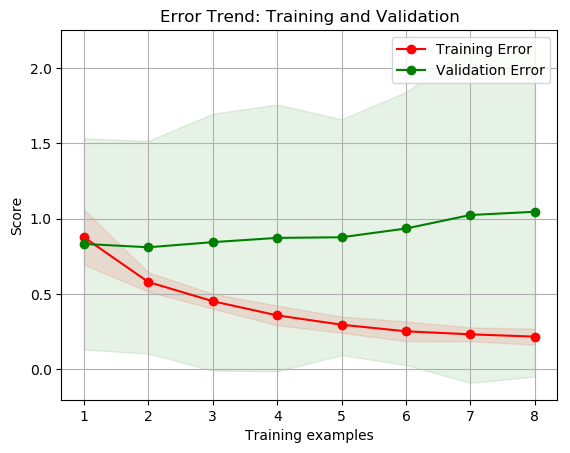 Error Trend: Training and Validation
Training Error
Validation Error
2.0
1.5
1.0
0.5
0.0
Score
1 2 3 4 5 6 7 8
Training examples